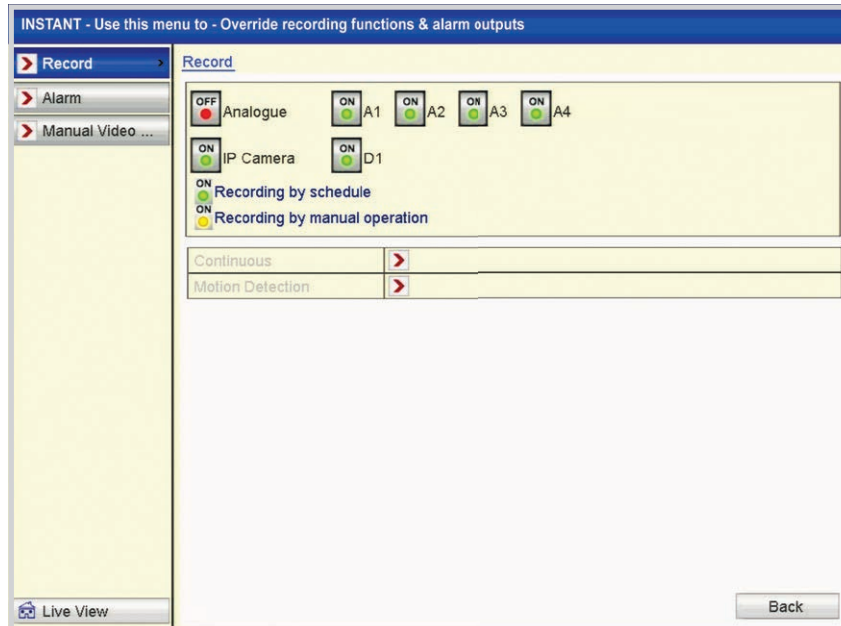 INSTANT - Use this menu to - Override recording functions & alarm outputs
Record
Alarm
Manual Video ...
Live View
Record
OFF Analogue ON A1 ON A2 ON A3 ON A4
ON IP Camera ON D1
ON Recording by schedule
ON Recording by manual operation
Continuous
Motion Detection
Back